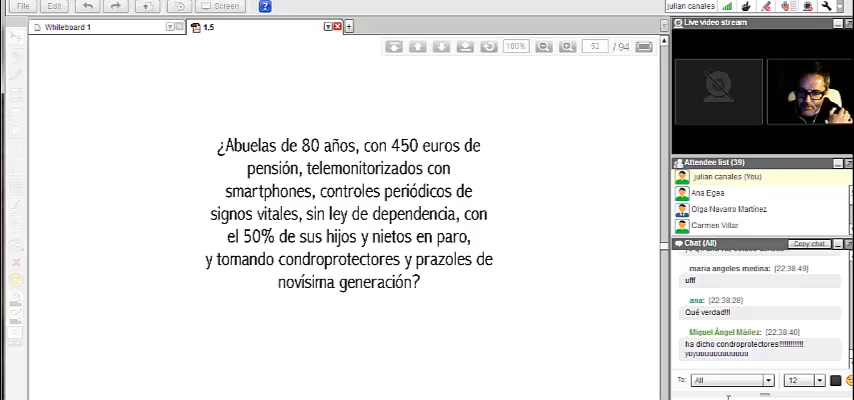 File
Edit
Screen
?
julian canales
Whiteboard 1
1,5
100%
52 / 94
¿Abuelas de 80 años, con 450 euros de
pensión, telemonitorizados con
smartphones, controles periódicos de
signos vitales, sin ley de dependencia, con
el 50% de sus hijos y nietos en paro,
y tomando condroprotectores y prazoles de
novísima generación?
Live video stream
Attendee list (39)
julian canales (You)
Ana Egea
Olga Navarro Martínez
Carmen Villar
Chat (All)
Copy chat
maria angeles medina: [22:38:49]
ufff
ana: [22:38:28]
Qué verdad!!!
Miguel Ángel Máñez: [22:38:40]
ha dicho condroprotectores!!!!!!!!!!!!!
To: All
12